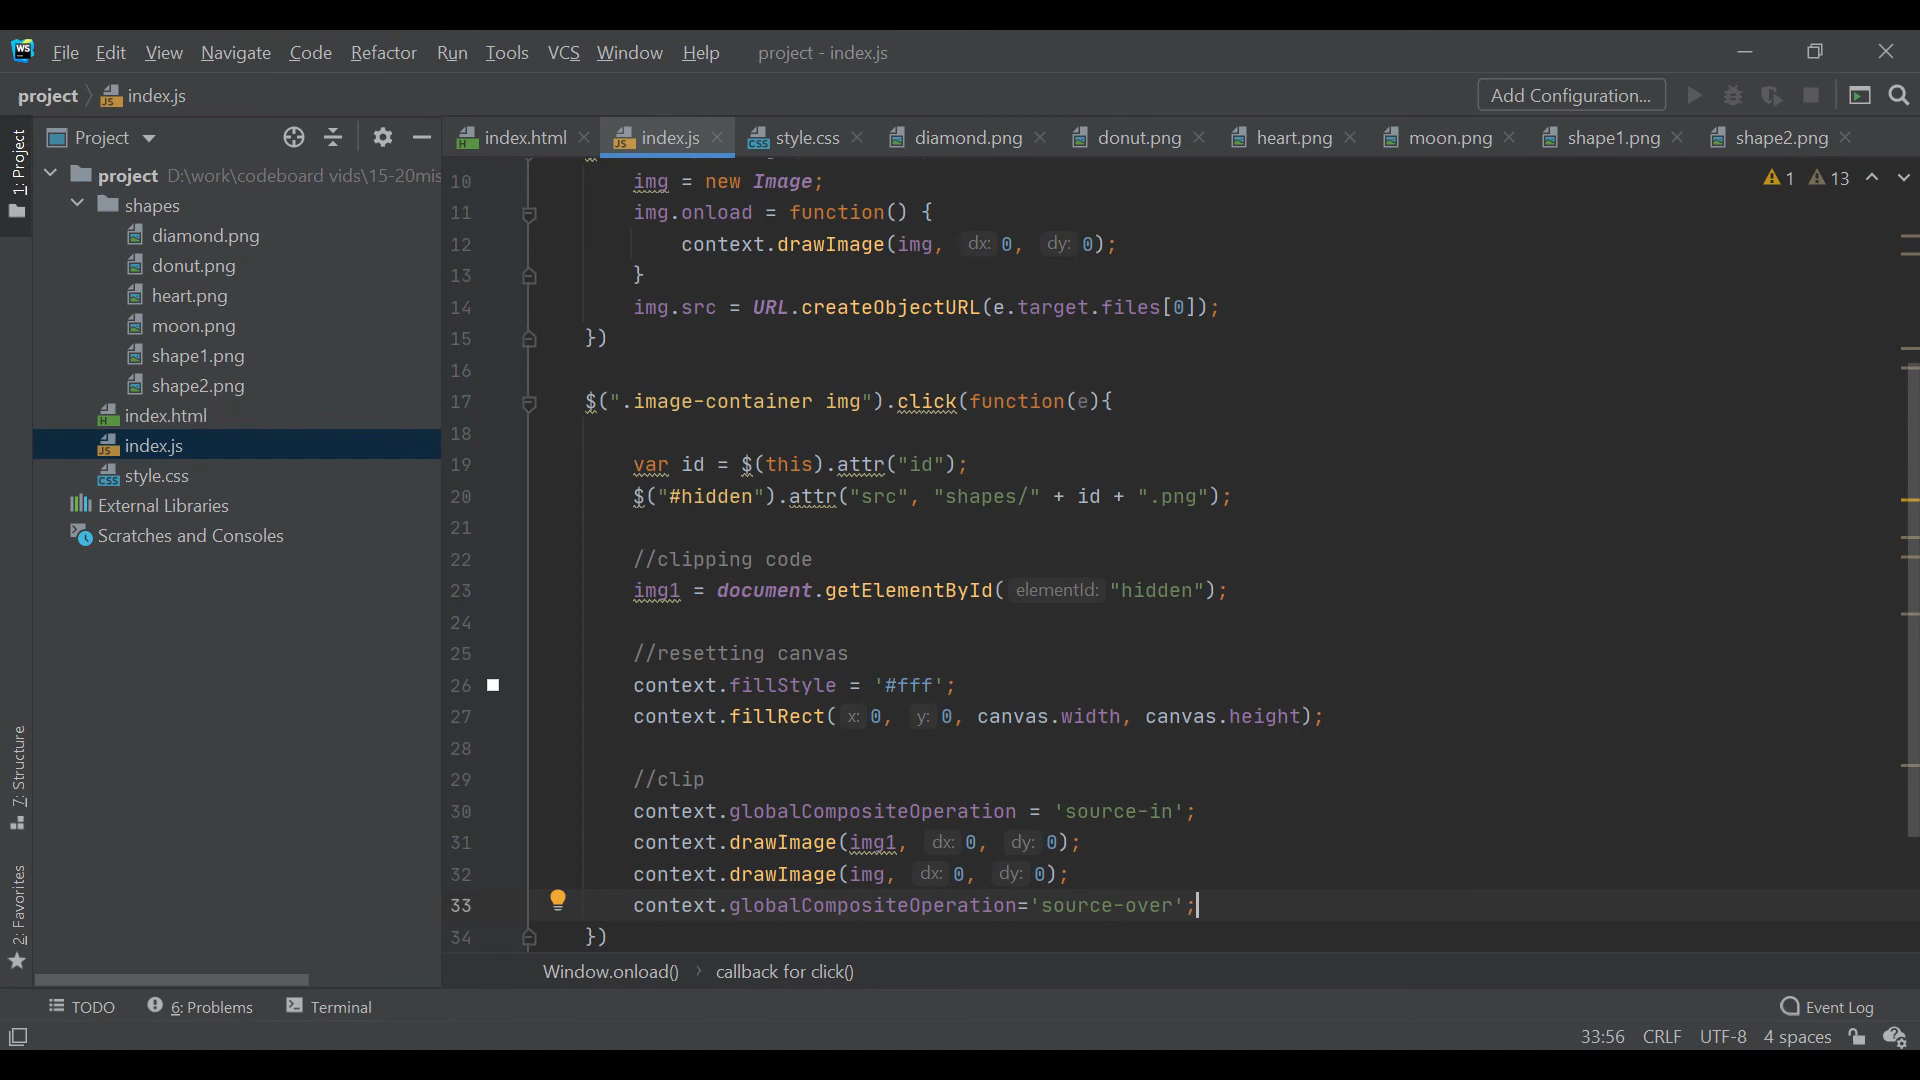 WS File Edit View Navigate Code Refactor Run Tools VCS Window Help project - index.js
project index.js Add Configuration...
Project index.html index.js style.css diamond.png donut.png heart.png moon.png shape1.png shape2.png
1: Project
project D:\work\codeboard vids\15-20mis
shapes
diamond.png
donut.png
heart.png
moon.png
shape1.png
shape2.png
index.html
index.js
style.css
External Libraries
Scratches and Consoles
7: Structure
2: Favorites
1 13
10 img = new Image;
11 img.onload = function() {
12 context.drawImage(img, dx: 0, dy: 0);
13 }
14 img.src = URL.createObjectURL(e.target.files[0]);
15 })
16
17 $(".image-container img").click(function(e){
18
19 var id = $(this).attr("id");
20 $("#hidden").attr("src", "shapes/" + id + ".png");
21
22 //clipping code
23 img1 = document.getElementById( elementId: "hidden");
24
25 //resetting canvas
26 context.fillStyle = '#fff';
27 context.fillRect( x: 0, y: 0, canvas.width, canvas.height);
28
29 //clip
30 context.globalCompositeOperation = 'source-in';
31 context.drawImage(img1, dx: 0, dy: 0);
32 context.drawImage(img, dx: 0, dy: 0);
33 context.globalCompositeOperation='source-over';
34 })
Window.onload() callback for click()
TODO 6: Problems Terminal Event Log
33:56 CRLF UTF-8 4 spaces